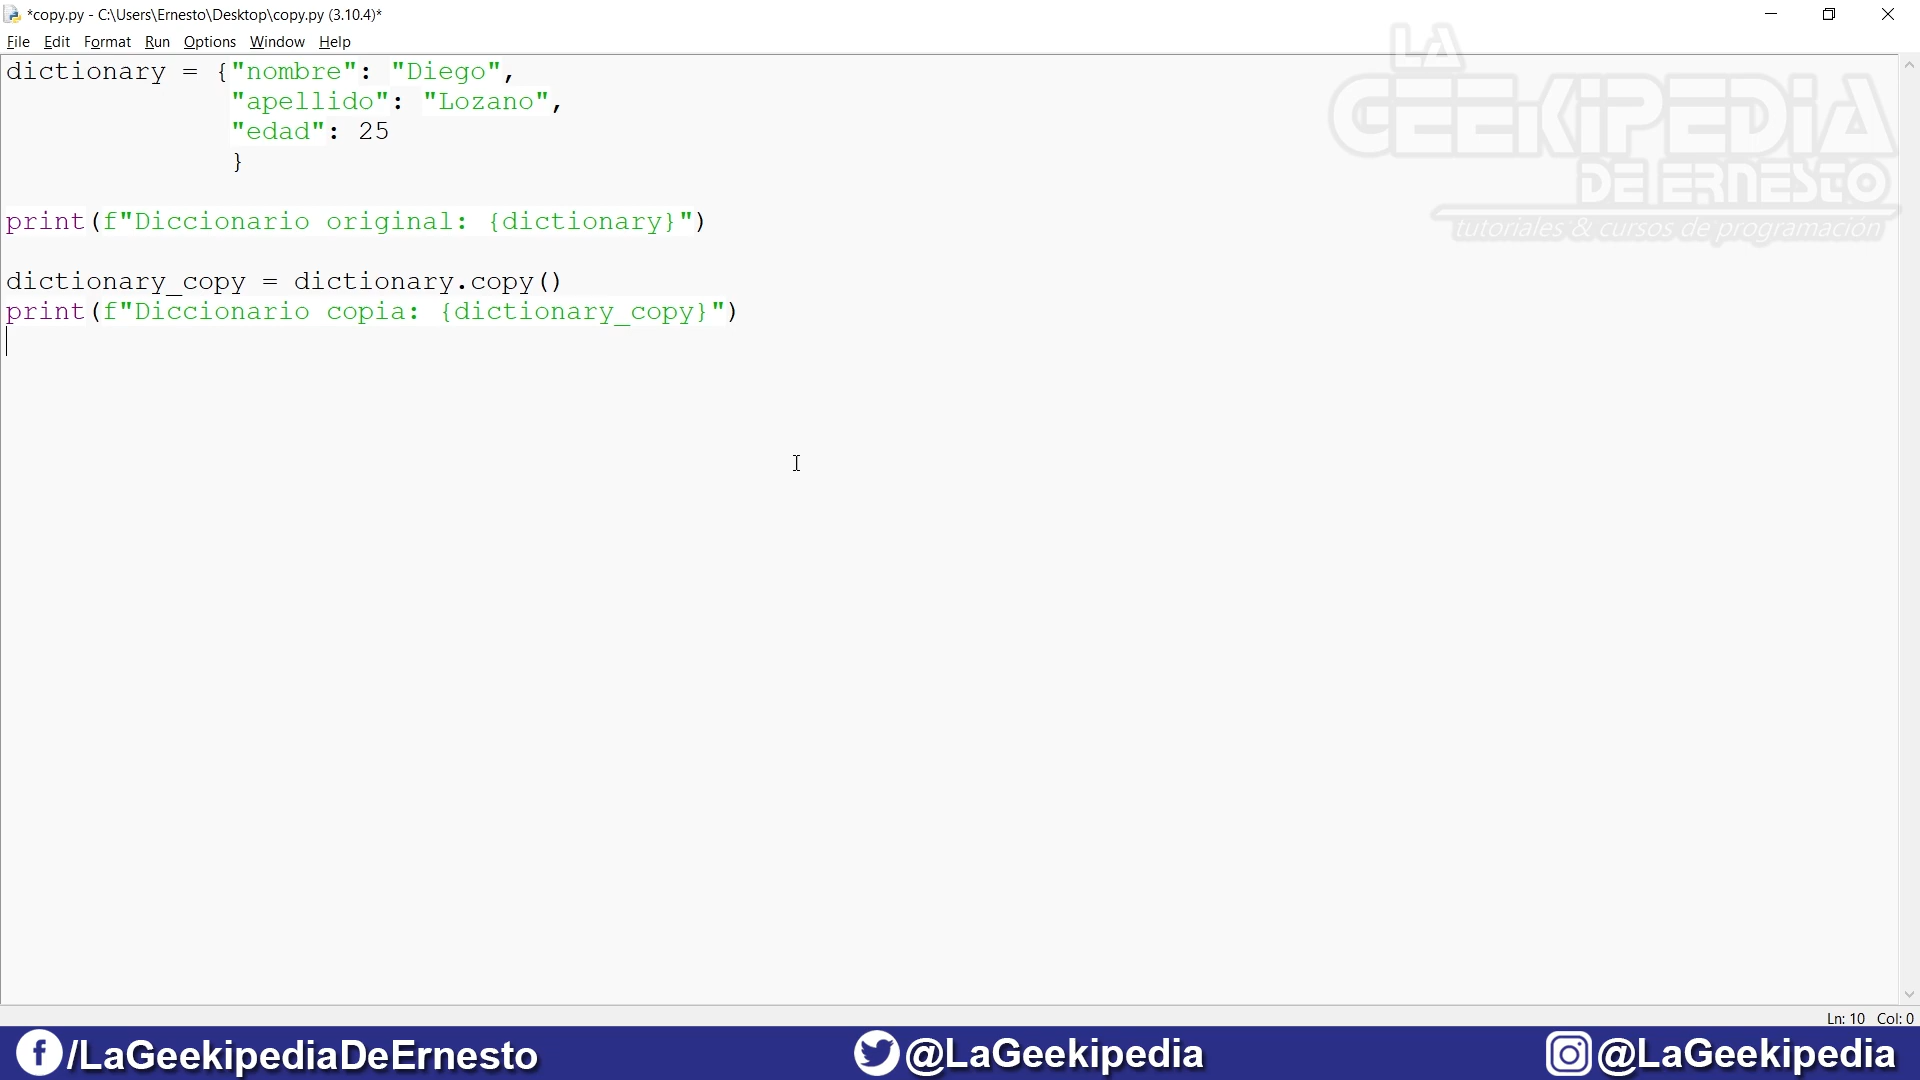 *copy.py - C:\Users\Ernesto\Desktop\copy.py (3.10.4)*
File Edit Format Run Options Window Help
dictionary = {"nombre": "Diego",
"apellido": "Lozano",
"edad": 25
}
print(f"Diccionario original: {dictionary}")
dictionary_copy = dictionary.copy()
print(f"Diccionario copia: {dictionary_copy}")
LA
GEEKIPEDIA
DE ERNESTO
tutoriales & cursos de programación
Ln: 10 Col: 0
/LaGeekipediaDeErnesto
@LaGeekipedia
@LaGeekipedia